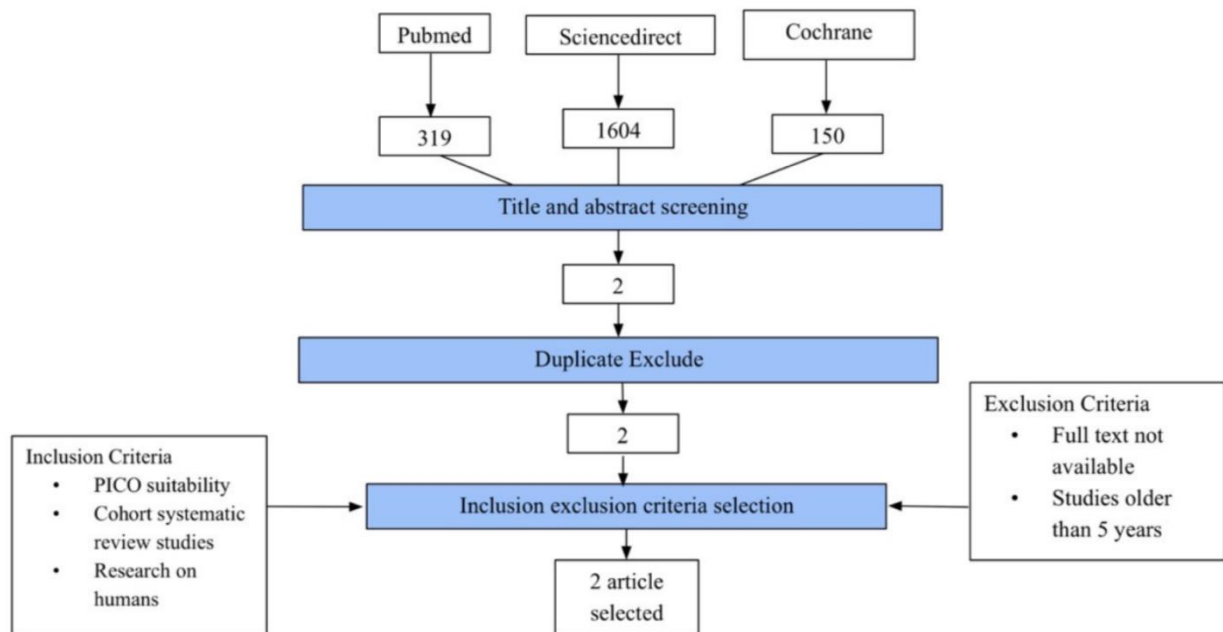 Pubmed
Sciencedirect
Cochrane
319
1604
150
Title and abstract screening
2
Duplicate Exclude
2
Inclusion Criteria
• PICO suitability
• Cohort systematic
review studies
• Research on
humans
Inclusion exclusion criteria selection
Exclusion Criteria
• Full text not
available
• Studies older
than 5 years
2 article
selected